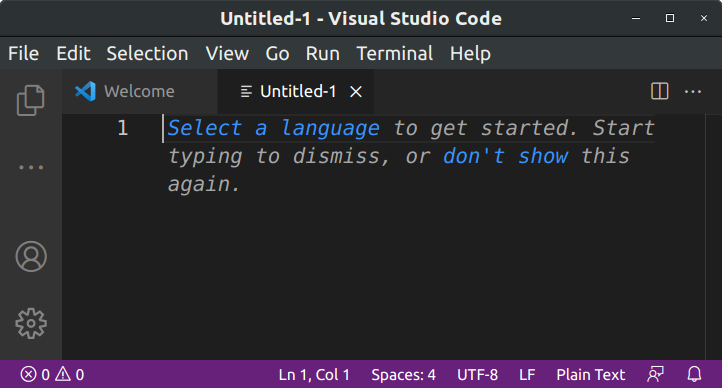 Untitled-1 - Visual Studio Code
File Edit Selection View Go Run Terminal Help
Welcome Untitled-1
1 Select a language to get started. Start
typing to dismiss, or don't show this
again.
0 0 Ln 1, Col 1 Spaces: 4 UTF-8 LF Plain Text